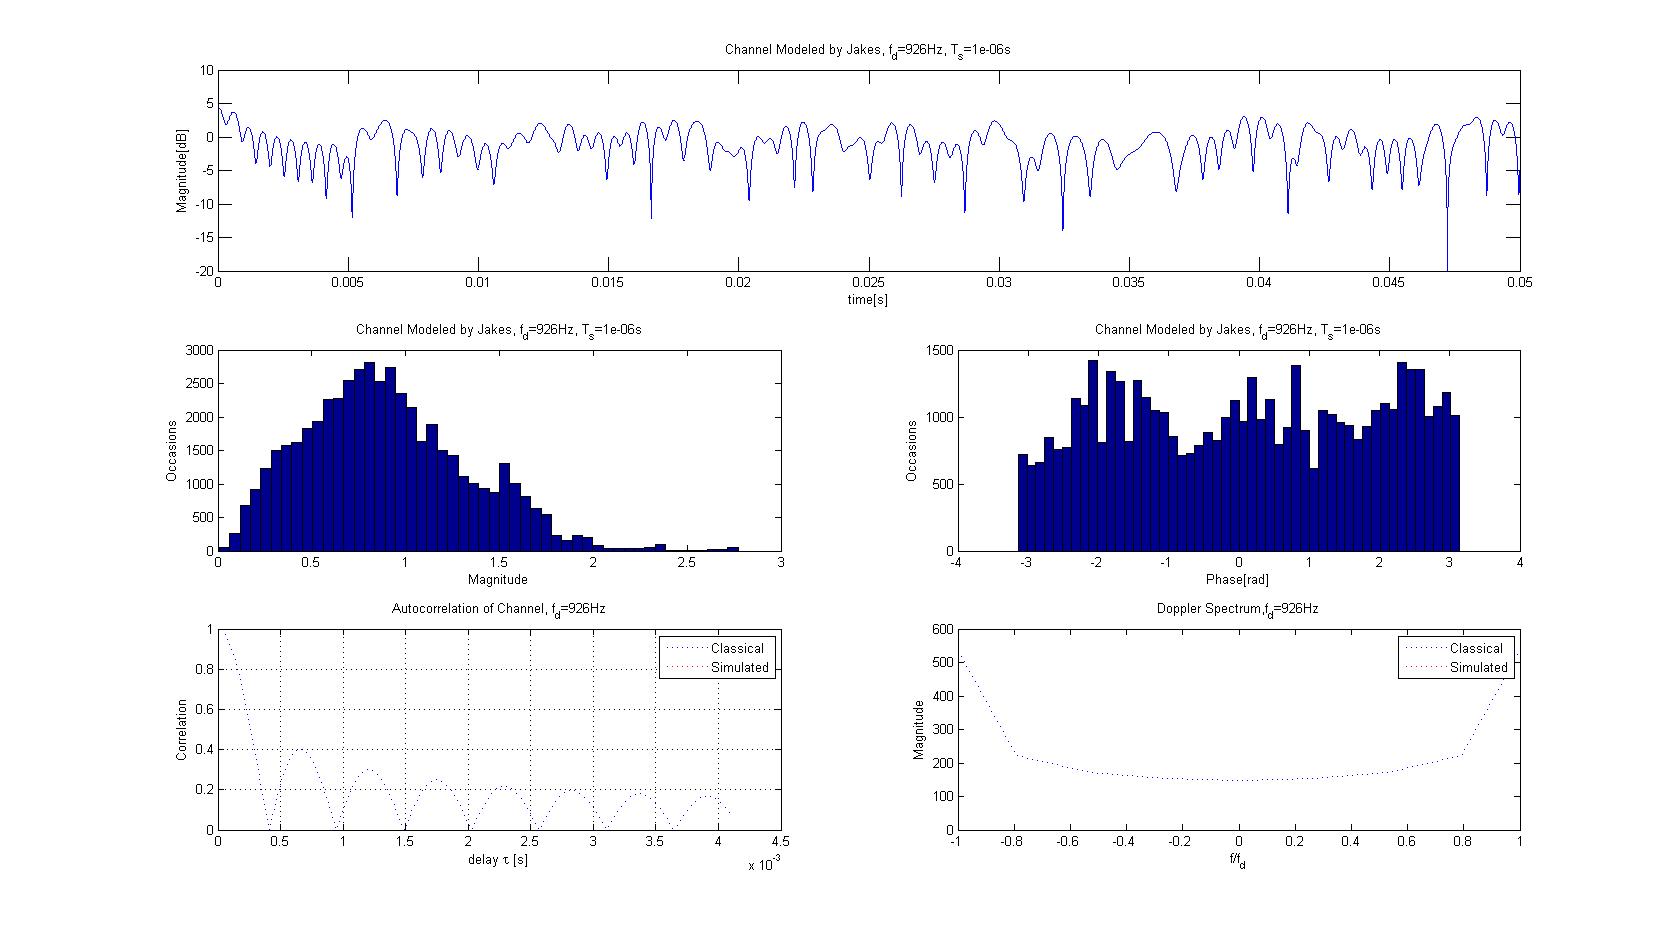 Channel Modeled by Jakes, fd=926Hz, Ts=1e-06s
10
5
0
-5
-10
-15
-20
Magnitude[dB]
0 0.005 0.01 0.015 0.02 0.025 0.03 0.035 0.04 0.045 0.05
time[s]
Channel Modeled by Jakes, fd=926Hz, Ts=1e-06s
3000
2500
2000
1500
1000
500
0
Occasions
0 0.5 1 1.5 2 2.5 3
Magnitude
Channel Modeled by Jakes, fd=926Hz, Ts=1e-06s
1500
1000
500
0
Occasions
-4 -3 -2 -1 0 1 2 3 4
Phase[rad]
Autocorrelation of Channel, fd=926Hz
1
0.8
0.6
0.4
0.2
0
Correlation
Classical
Simulated
0 0.5 1 1.5 2 2.5 3 3.5 4 4.5
delay τ [s]
x 10-3
Doppler Spectrum,fd=926Hz
600
500
400
300
200
100
0
Magnitude
Classical
Simulated
-1 -0.8 -0.6 -0.4 -0.2 0 0.2 0.4 0.6 0.8 1
f/fd